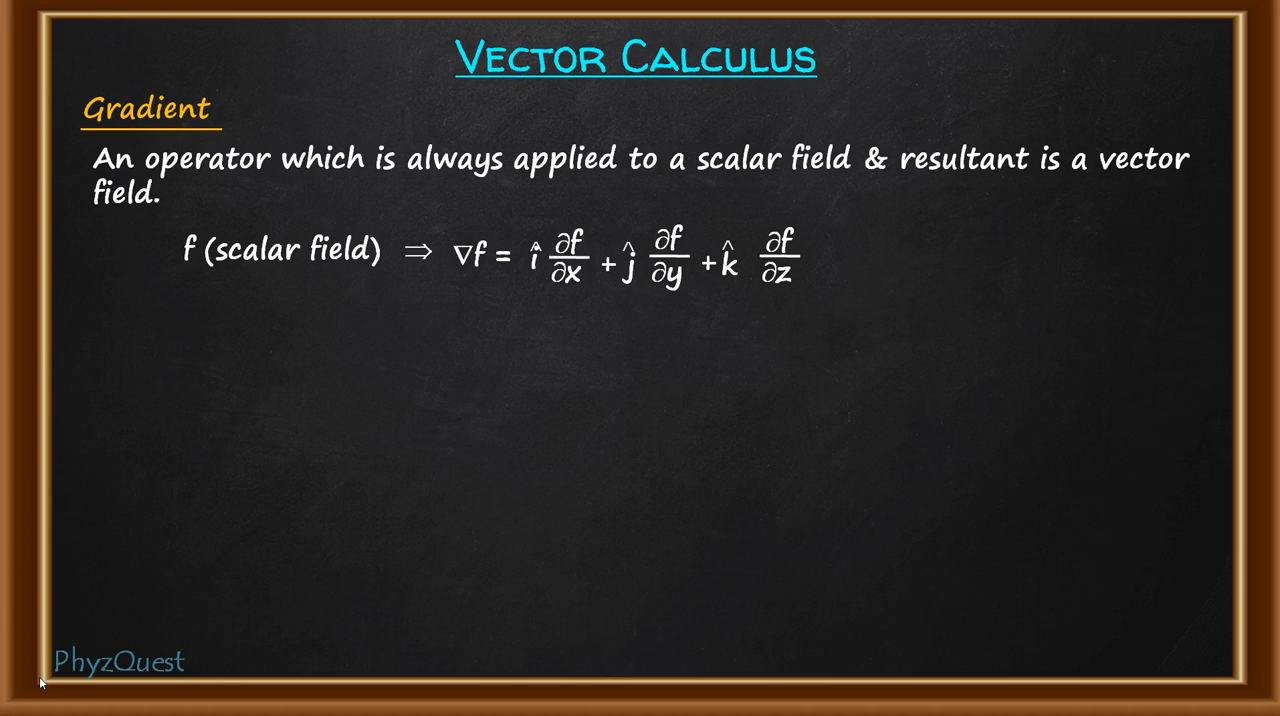 VECTOR CALCULUS
Gradient
An operator which is always applied to a scalar field & resultant is a vector
field.
f (scalar field) ⇒ ∇f = î ∂f/∂x + ĵ ∂f/∂y + k̂ ∂f/∂z
PhyzQuest